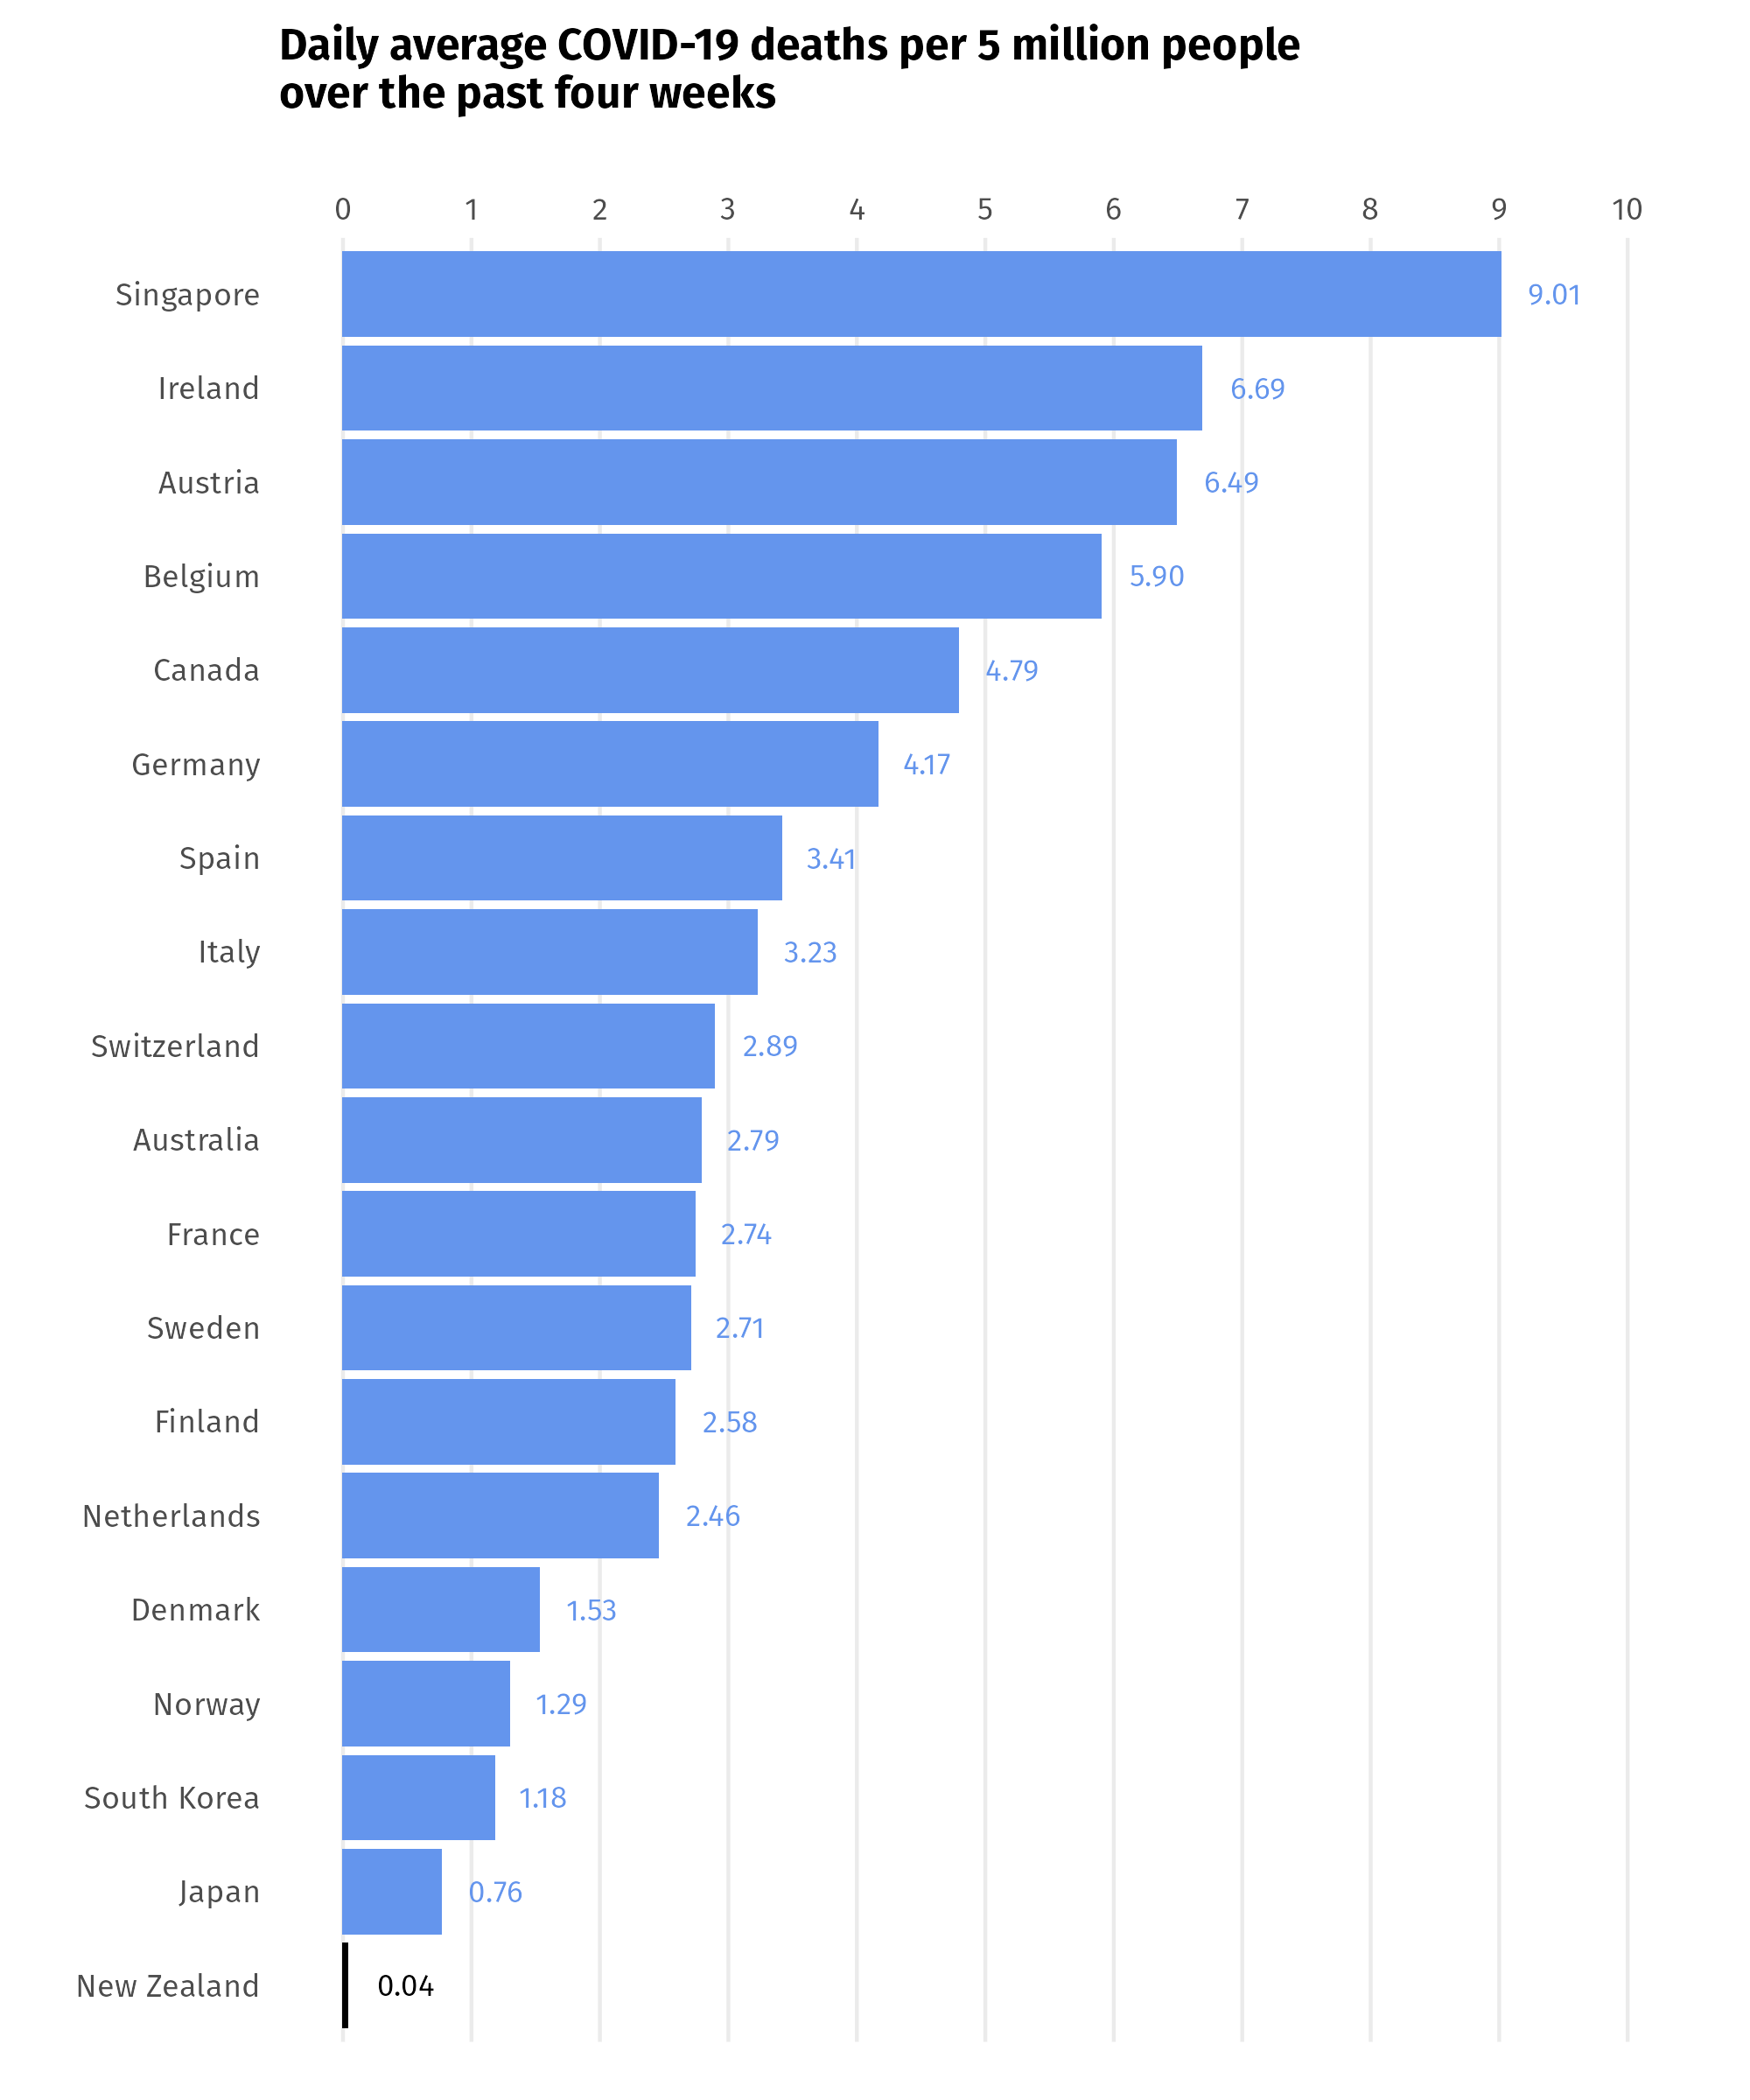 Daily average COVID-19 deaths per 5 million people
over the past four weeks
0 1 2 3 4 5 6 7 8 9 10
Singapore 9.01
Ireland 6.69
Austria 6.49
Belgium 5.90
Canada 4.79
Germany 4.17
Spain 3.41
Italy 3.23
Switzerland 2.89
Australia 2.79
France 2.74
Sweden 2.71
Finland 2.58
Netherlands 2.46
Denmark 1.53
Norway 1.29
South Korea 1.18
Japan 0.76
New Zealand 0.04